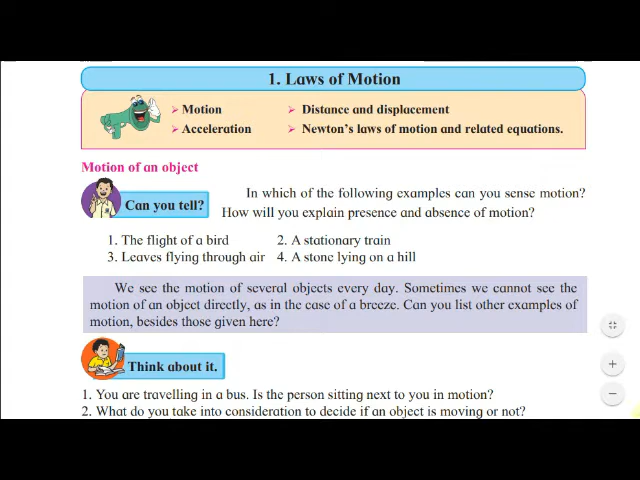 1. Laws of Motion
➢ Motion ➢ Distance and displacement
➢ Acceleration ➢ Newton's laws of motion and related equations.
Motion of an object
Can you tell? In which of the following examples can you sense motion?
How will you explain presence and absence of motion?
1. The flight of a bird 2. A stationary train
3. Leaves flying through air 4. A stone lying on a hill
We see the motion of several objects every day. Sometimes we cannot see the
motion of an object directly, as in the case of a breeze. Can you list other examples of
motion, besides those given here?
Think about it.
1. You are travelling in a bus. Is the person sitting next to you in motion?
2. What do you take into consideration to decide if an object is moving or not?